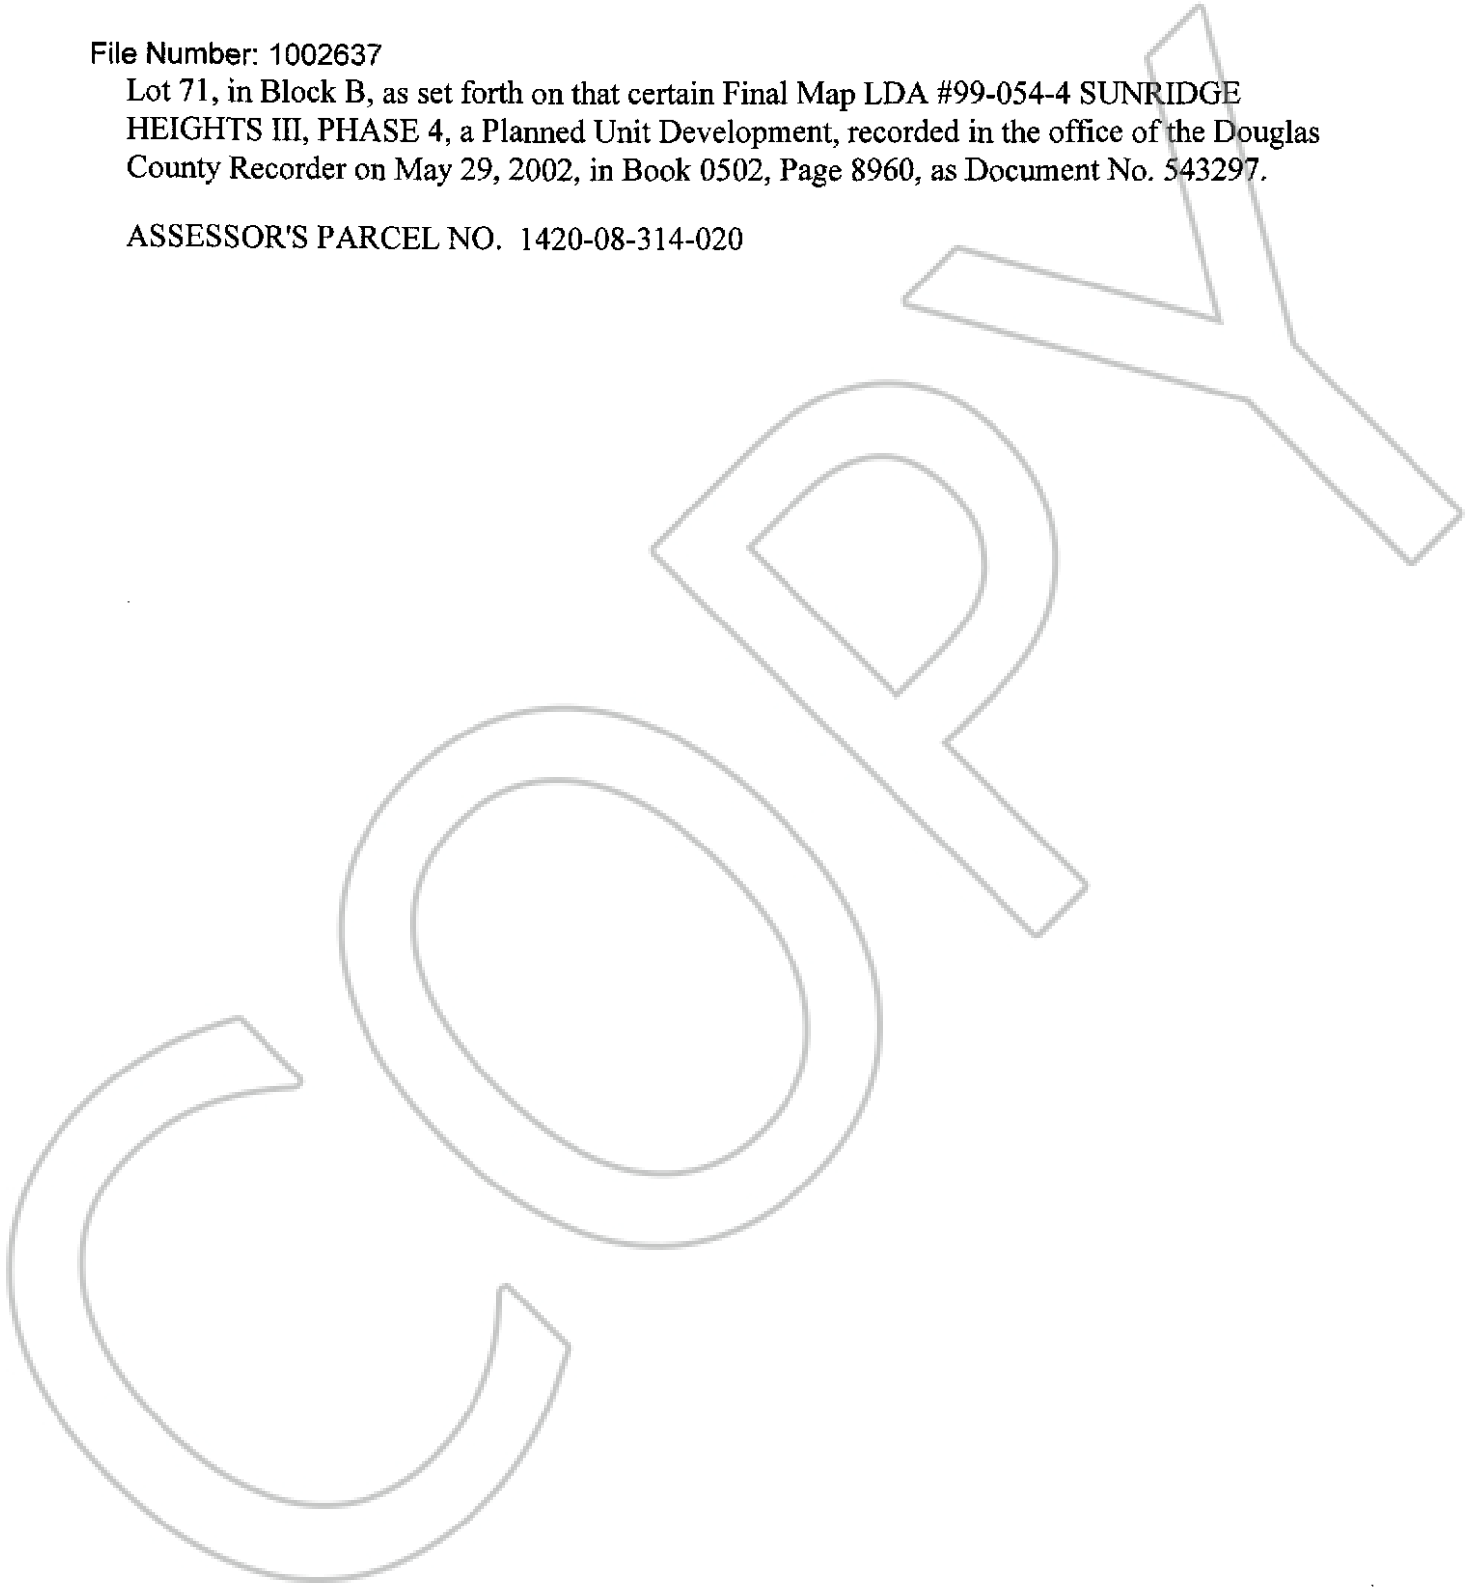 File Number: 1002637
Lot 71, in Block B, as set forth on that certain Final Map LDA #99-054-4 SUNRIDGE
HEIGHTS III, PHASE 4, a Planned Unit Development, recorded in the office of the Douglas
County Recorder on May 29, 2002, in Book 0502, Page 8960, as Document No. 543297.
ASSESSOR'S PARCEL NO. 1420-08-314-020
COPY